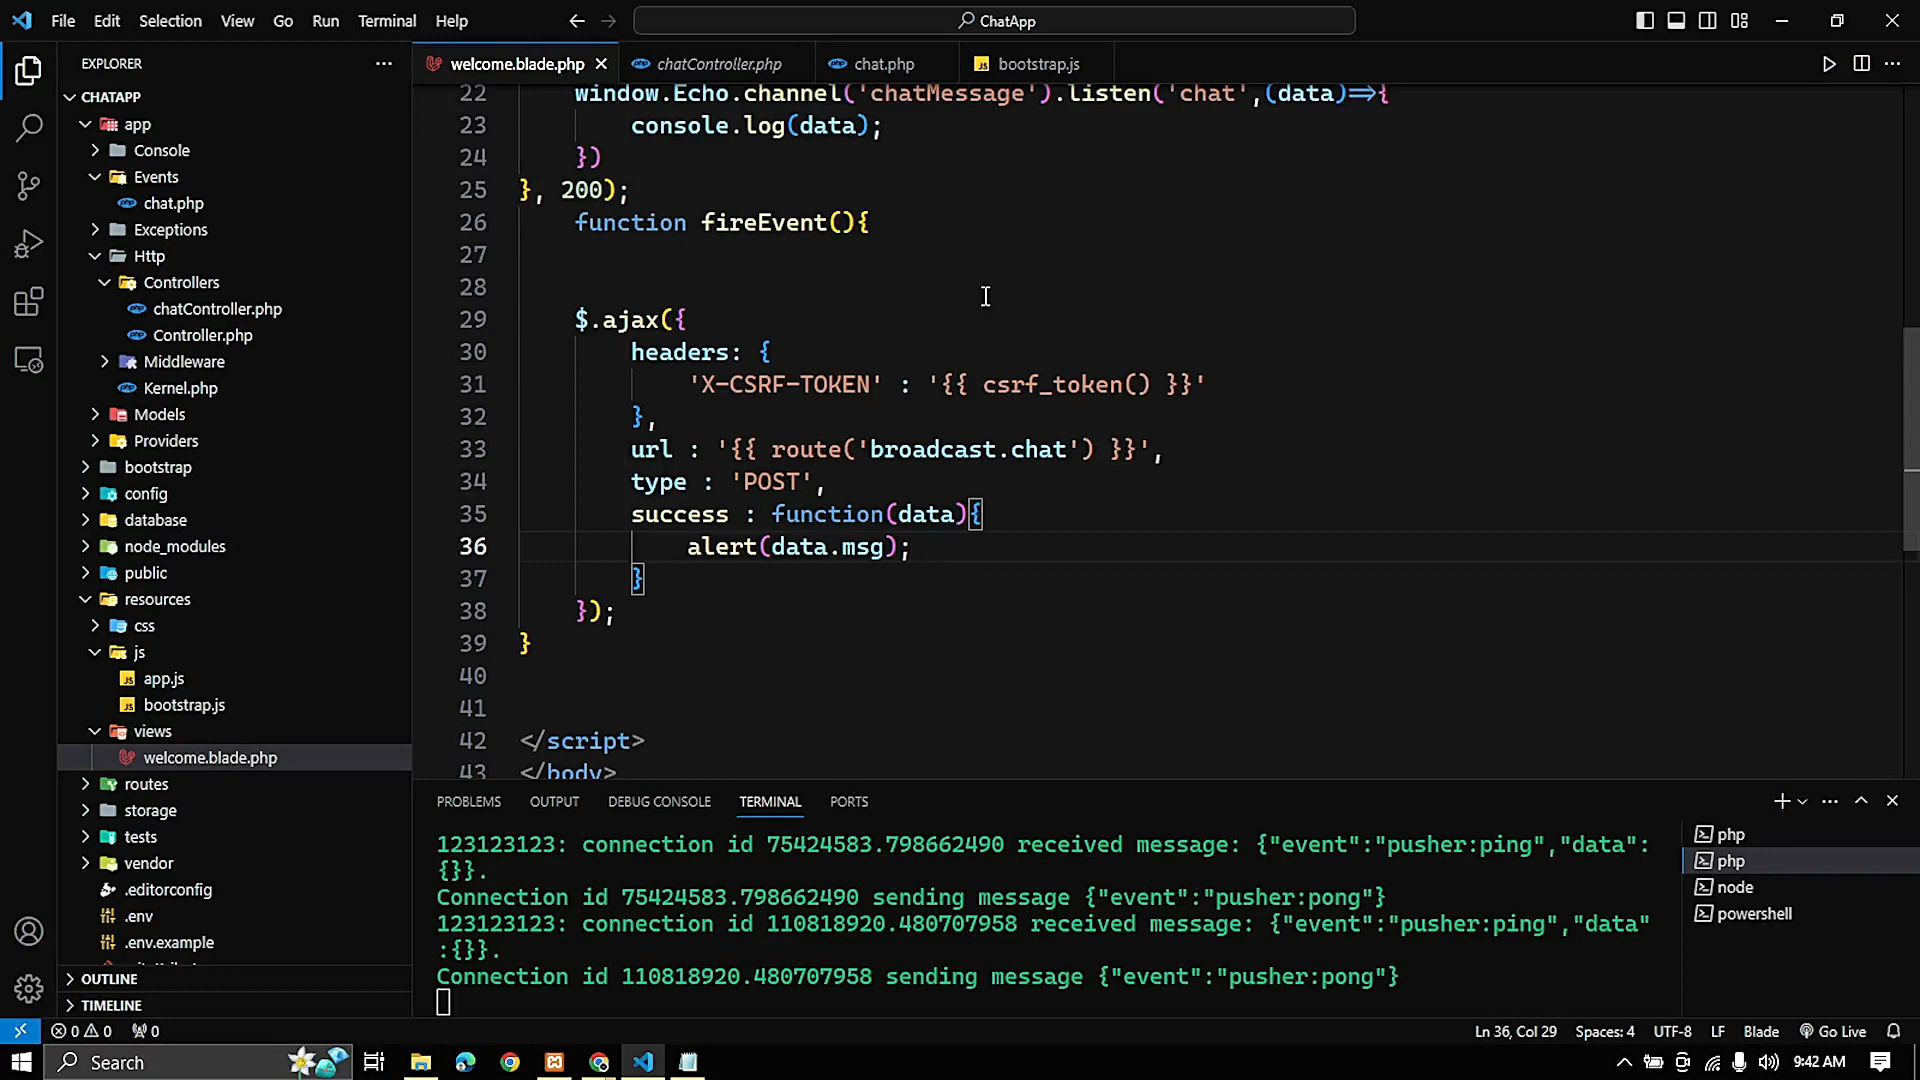 File Edit Selection View Go Run Terminal Help
ChatApp
EXPLORER
welcome.blade.php
chatController.php
chat.php
bootstrap.js
CHATAPP
app
Console
Events
chat.php
Exceptions
Http
Controllers
chatController.php
Controller.php
Middleware
Kernel.php
Models
Providers
bootstrap
config
database
node_modules
public
resources
css
js
app.js
bootstrap.js
views
welcome.blade.php
routes
storage
tests
vendor
.editorconfig
.env
.env.example
OUTLINE
TIMELINE
22 window.Echo.channel('chatMessage').listen('chat',(data)=>{
23 console.log(data);
24 })
25 }, 200);
26 function fireEvent(){
27
28
29 $.ajax({
30 headers: {
31 'X-CSRF-TOKEN' : '{{ csrf_token() }}'
32 },
33 url : '{{ route('broadcast.chat') }}',
34 type : 'POST',
35 success : function(data){
36 alert(data.msg);
37 }
38 });
39 }
40
41
42 </script>
43 </body>
PROBLEMS OUTPUT DEBUG CONSOLE TERMINAL PORTS
123123123: connection id 75424583.798662490 received message: {"event":"pusher:ping","data":
{}}.
Connection id 75424583.798662490 sending message {"event":"pusher:pong"}
123123123: connection id 110818920.480707958 received message: {"event":"pusher:ping","data"
:{}}.
Connection id 110818920.480707958 sending message {"event":"pusher:pong"}
php
php
node
powershell
0 0 0
Ln 36, Col 29 Spaces: 4 UTF-8 LF Blade Go Live
Search
9:42 AM